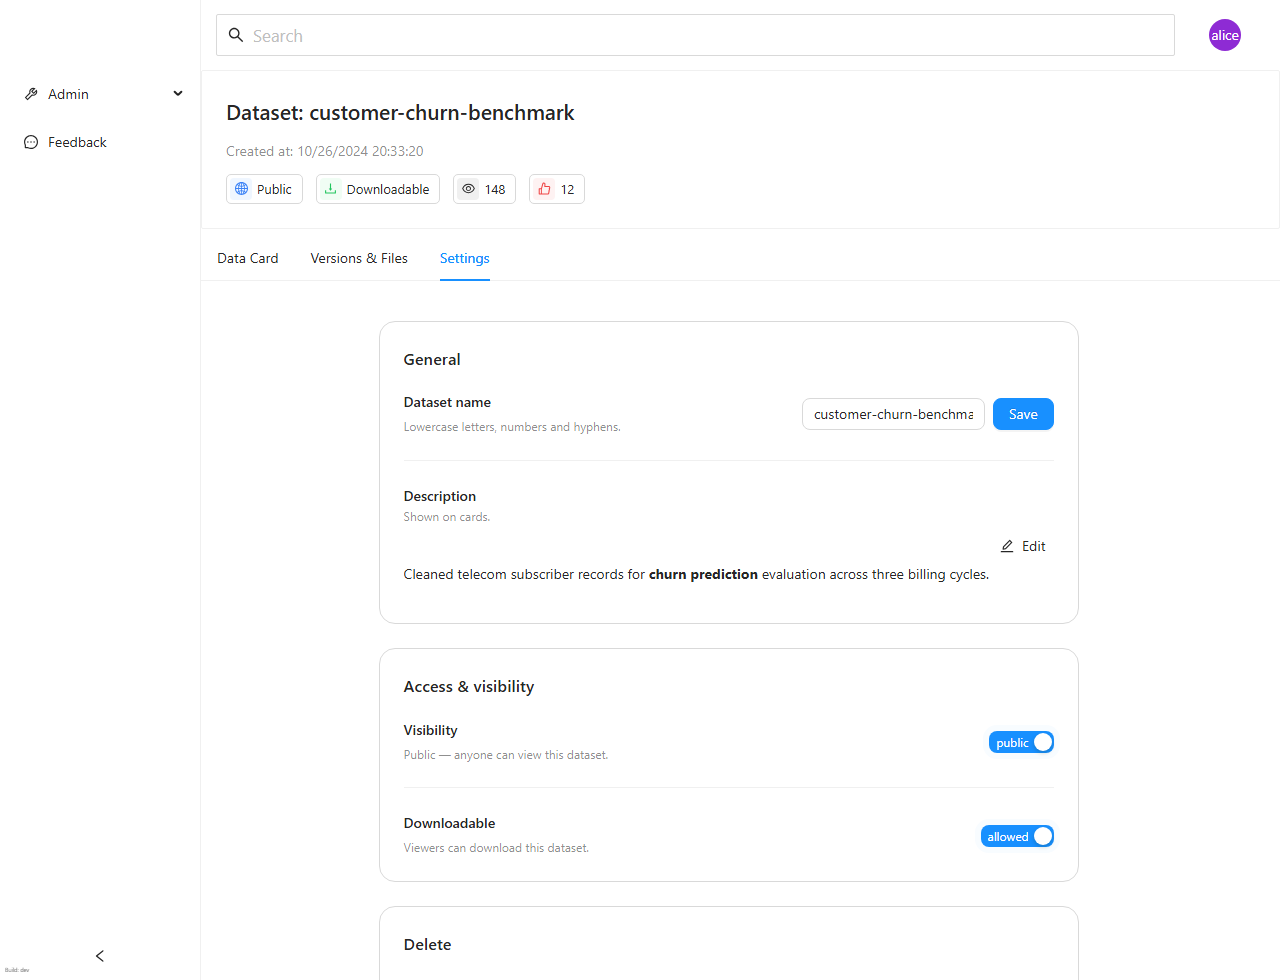 Search
alice
Admin
Feedback
Dataset: customer-churn-benchmark
Created at: 10/26/2024 20:33:20
Public
Downloadable
148
12
Data Card
Versions & Files
Settings
General
Dataset name
Lowercase letters, numbers and hyphens.
customer-churn-benchma
Save
Description
Shown on cards.
Edit
Cleaned telecom subscriber records for churn prediction evaluation across three billing cycles.
Access & visibility
Visibility
Public — anyone can view this dataset.
public
Downloadable
Viewers can download this dataset.
allowed
Delete
Build: dev